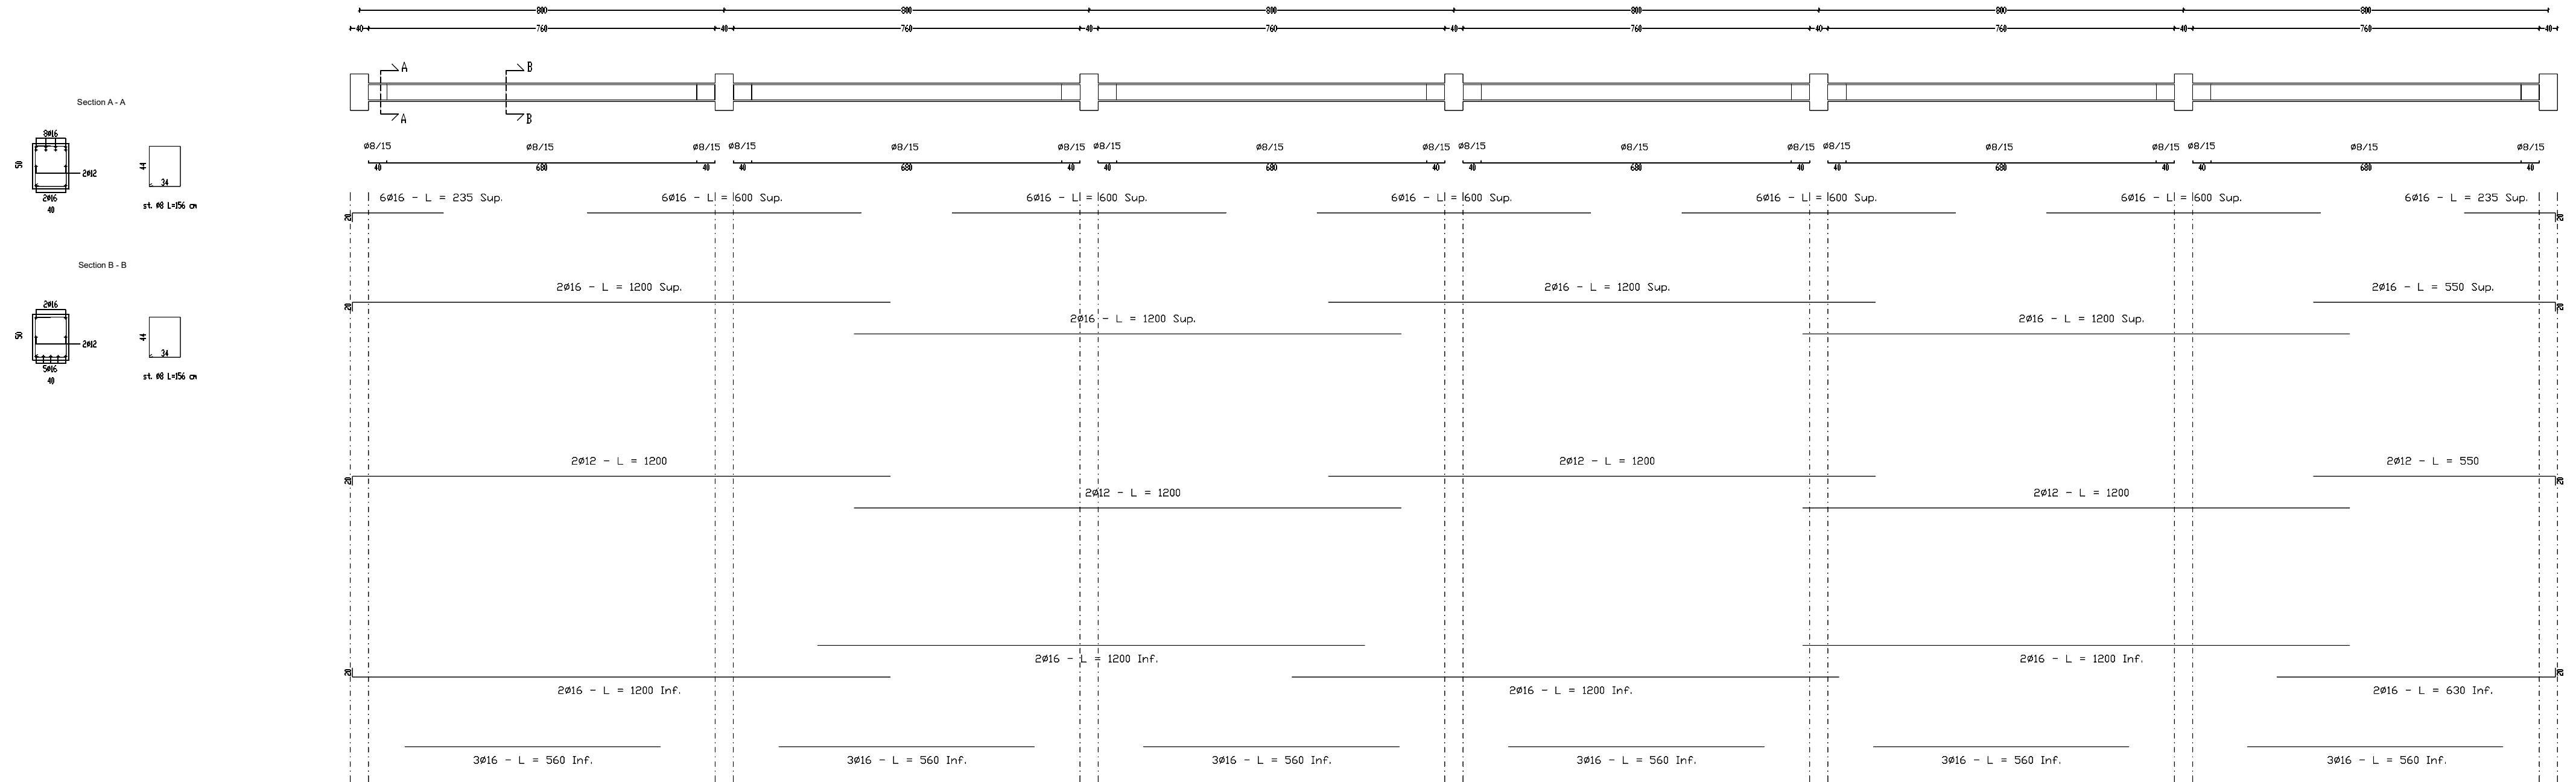 800 800 800 800 800 800
40 760 40 760 40 760 40 760 40 760 40 760 40
A B
A B
Section A - A
8Ø16
50
2Ø12
2Ø16
40
44
34
st. Ø8 L=156 cm
Section B - B
2Ø16
50
2Ø12
5Ø16
40
44
34
st. Ø8 L=156 cm
Ø8/15 Ø8/15 Ø8/15 Ø8/15 Ø8/15 Ø8/15 Ø8/15 Ø8/15 Ø8/15 Ø8/15 Ø8/15 Ø8/15 Ø8/15 Ø8/15 Ø8/15 Ø8/15 Ø8/15 Ø8/15
40 680 40 40 680 40 40 680 40 40 680 40 40 680 40 40 680 40
6Ø16 - L = 235 Sup. 6Ø16 - L = 600 Sup. 6Ø16 - L = 600 Sup. 6Ø16 - L = 600 Sup. 6Ø16 - L = 600 Sup. 6Ø16 - L = 600 Sup. 6Ø16 - L = 235 Sup.
20 20
2Ø16 - L = 1200 Sup. 2Ø16 - L = 1200 Sup. 2Ø16 - L = 550 Sup.
20 20
2Ø16 - L = 1200 Sup. 2Ø16 - L = 1200 Sup.
2Ø12 - L = 1200 2Ø12 - L = 1200 2Ø12 - L = 550
20 20
2Ø12 - L = 1200 2Ø12 - L = 1200
2Ø16 - L = 1200 Inf. 2Ø16 - L = 1200 Inf.
20 20
2Ø16 - L = 1200 Inf. 2Ø16 - L = 1200 Inf. 2Ø16 - L = 630 Inf.
3Ø16 - L = 560 Inf. 3Ø16 - L = 560 Inf. 3Ø16 - L = 560 Inf. 3Ø16 - L = 560 Inf. 3Ø16 - L = 560 Inf. 3Ø16 - L = 560 Inf.